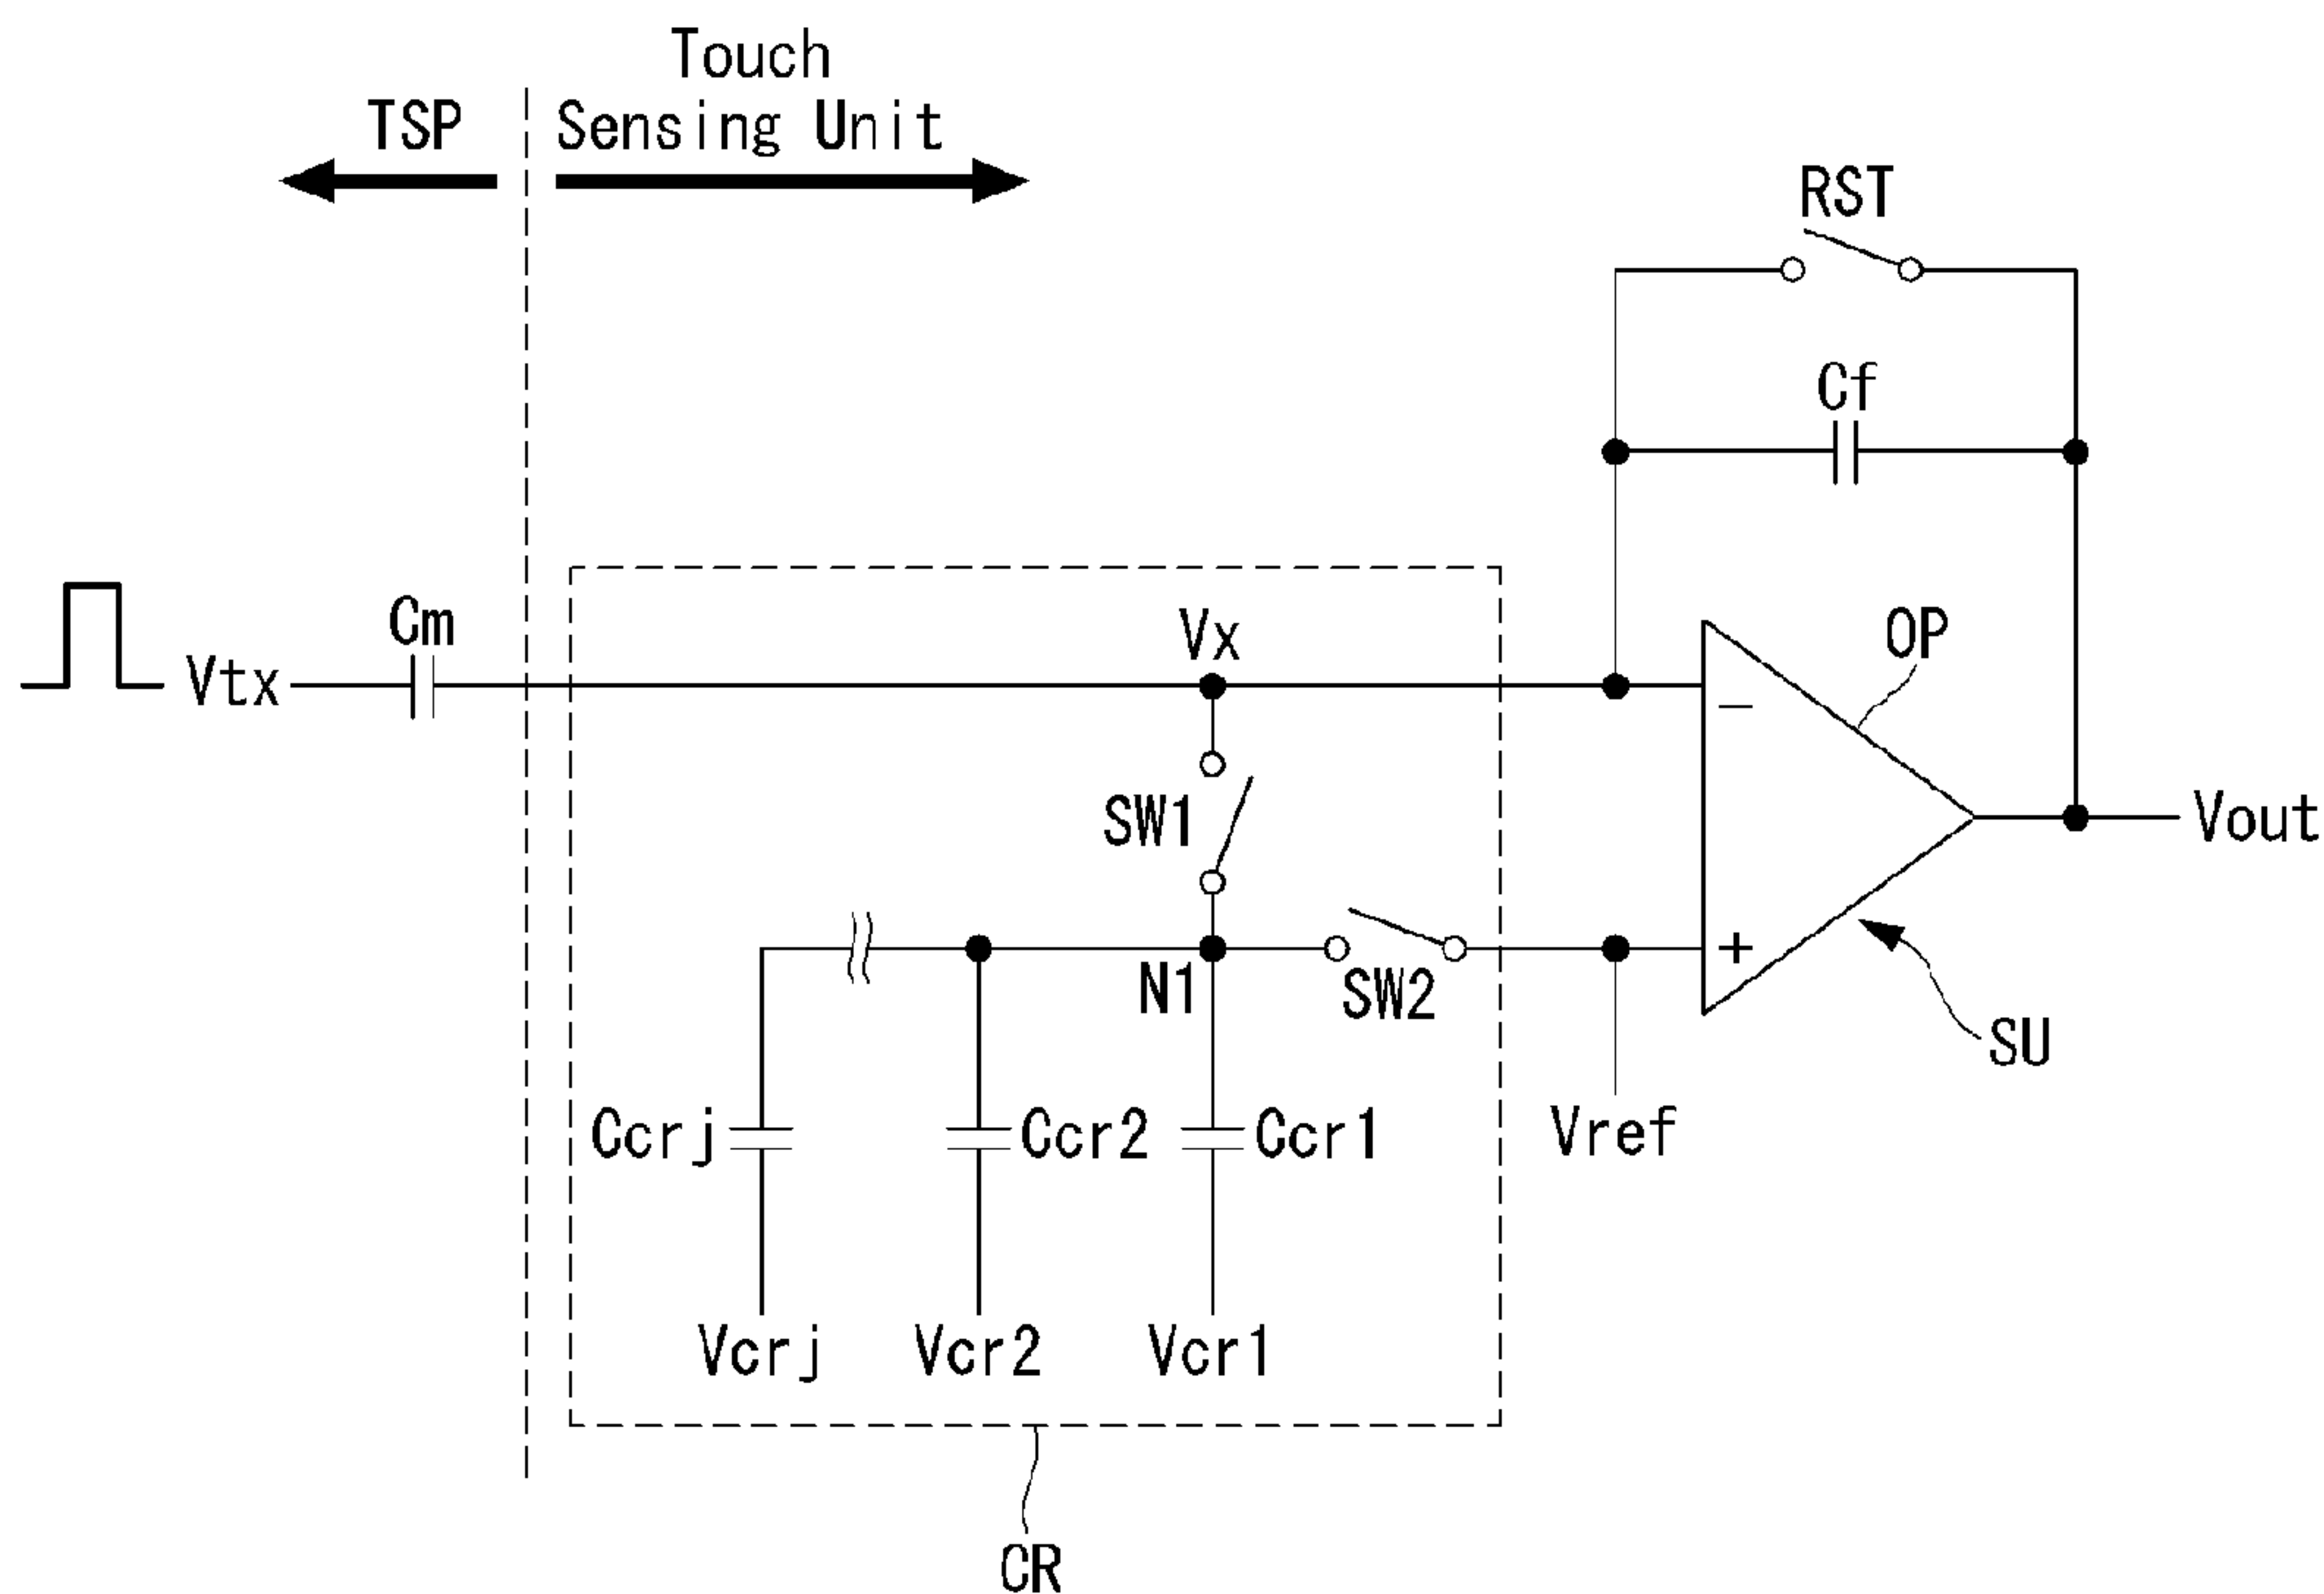 Touch
TSP
Sensing Unit
RST
Cf
Cm
Vx
OP
Vtx
−
SW1
Vout
+
N1
SW2
SU
Ccrj
Ccr2
Ccr1
Vref
Vcrj
Vcr2
Vcr1
CR